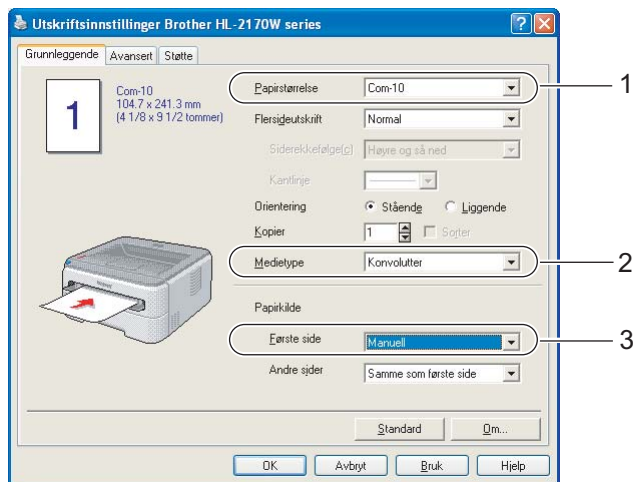 Utskriftsinnstillinger Brother HL-2170W series
Grunnleggende Avansert Støtte
1
Com-10
104.7 x 241.3 mm
(4 1/8 x 9 1/2 tommer)
Papirstørrelse Com-10 1
Flersideutskrift Normal
Siderekkefølge(c) Høyre og så ned
Kantlinje
Orientering Stående Liggende
Kopier 1 Sorter
Medietype Konvolutter 2
Papirkilde
Første side Manuell 3
Andre sider Samme som første side
Standard Om...
OK Avbryt Bruk Hjelp